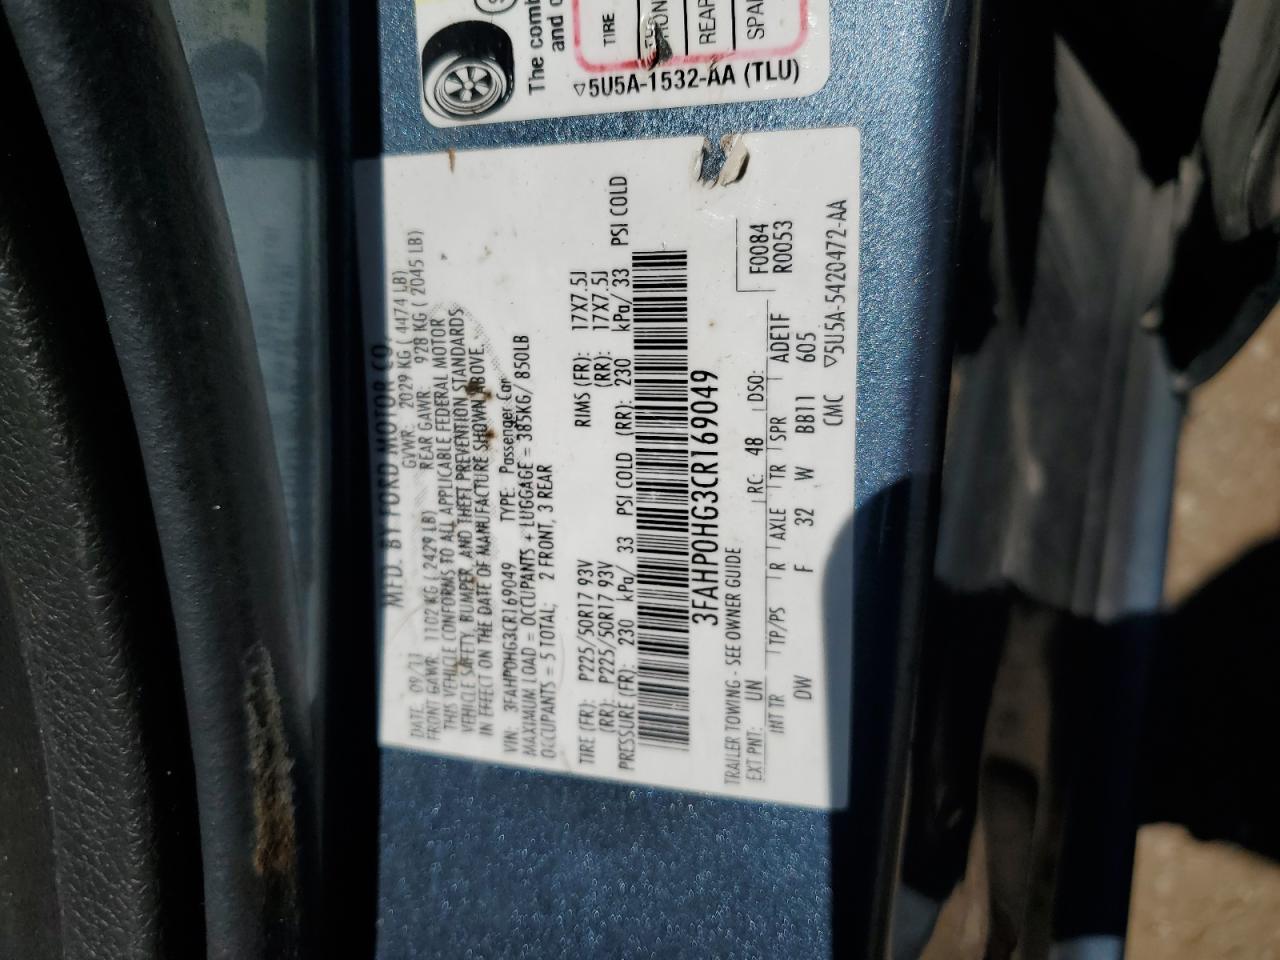 The comb
and o
TIRE
FRON
REAR
SPAR
▽5U5A-1532-AA (TLU)
MFD. BY FORD MOTOR CO.
DATE: 09/11 GVWR: 2029 KG ( 4474 LB)
FRONT GAWR: 1102 KG ( 2429 LB) REAR GAWR: 928 KG ( 2045 LB)
THIS VEHICLE CONFORMS TO ALL APPLICABLE FEDERAL MOTOR
VEHICLE SAFETY, BUMPER, AND THEFT PREVENTION STANDARDS
IN EFFECT ON THE DATE OF MANUFACTURE SHOWN ABOVE.
VIN: 3FAHP0HG3CR169049 TYPE: Passenger Car
MAXIMUM LOAD = OCCUPANTS + LUGGAGE = 385KG/ 850LB
OCCUPANTS = 5 TOTAL; 2 FRONT, 3 REAR
TIRE (FR): P225/50R17 93V RIMS (FR): 17X7.5J
(RR): P225/50R17 93V (RR): 17X7.5J
PRESSURE (FR): 230 kPa/ 33 PSI COLD (RR): 230 kPa/ 33 PSI COLD
3FAHP0HG3CR169049
TRAILER TOWING - SEE OWNER GUIDE F0084
EXT PNT: UN RC: 48 DSO: R0053
INT TR TP/PS R AXLE TR SPR ADE1F
DW F 32 W BB11 605
CMC ▽5U5A-5420472-AA